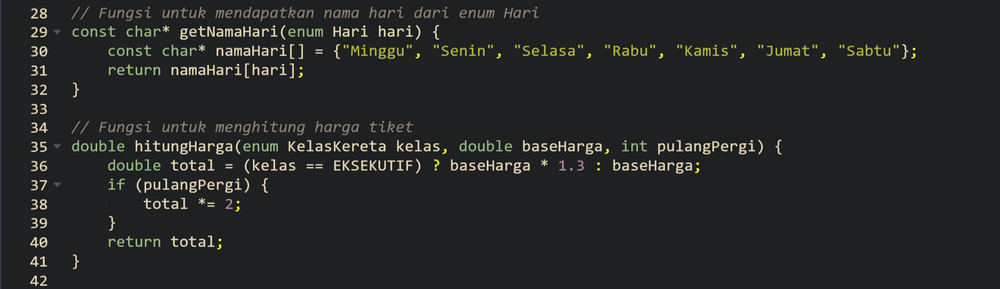 28 // Fungsi untuk mendapatkan nama hari dari enum Hari
29 const char* getNamaHari(enum Hari hari) {
30     const char* namaHari[] = {"Minggu", "Senin", "Selasa", "Rabu", "Kamis", "Jumat", "Sabtu"};
31     return namaHari[hari];
32 }
33
34 // Fungsi untuk menghitung harga tiket
35 double hitungHarga(enum KelasKereta kelas, double baseHarga, int pulangPergi) {
36     double total = (kelas == EKSEKUTIF) ? baseHarga * 1.3 : baseHarga;
37     if (pulangPergi) {
38         total *= 2;
39     }
40     return total;
41 }
42